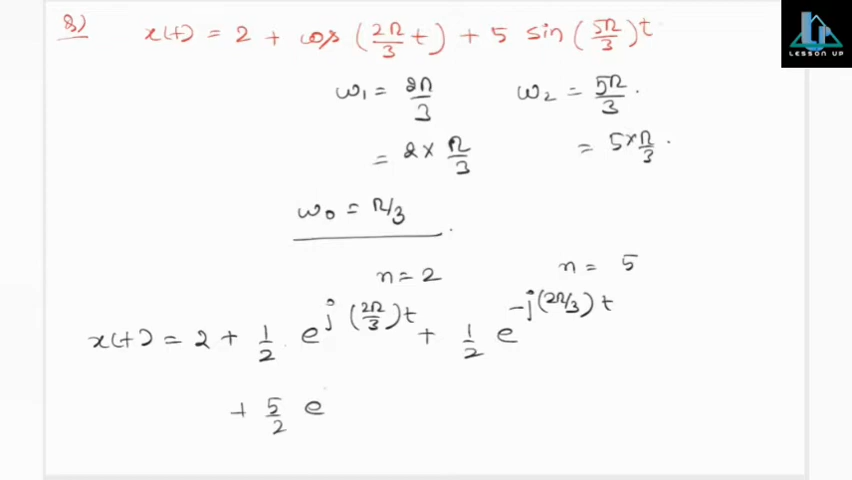 Q) x(t) = 2 + cos (2π/3 t) + 5 sin (5π/3) t
LESSON UP
ω₁ = 2π/3 ω₂ = 5π/3 .
= 2 × π/3 = 5 × π/3 .
ω₀ = π/3 .
n = 2 n = 5
x(t) = 2 + 1/2 e^{j(2π/3)t} + 1/2 e^{-j(2π/3)t}
+ 5/2 e